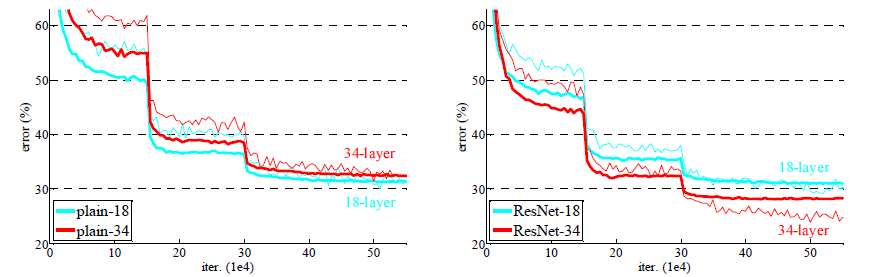 60
50
40
30
20
error (%)
34-layer
18-layer
plain-18
plain-34
0
10
20
30
40
50
iter. (1e4)
60
50
40
30
20
error (%)
18-layer
34-layer
ResNet-18
ResNet-34
0
10
20
30
40
50
iter. (1e4)